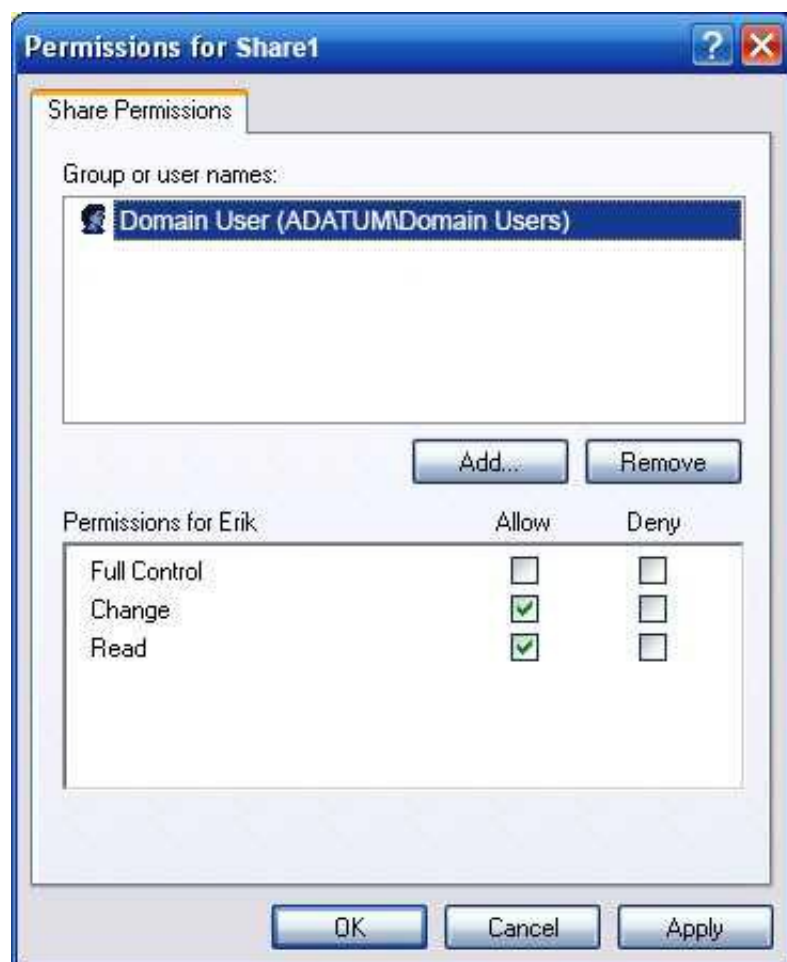 Permissions for Share1
Share Permissions
Group or user names:
Domain User (ADATUM\Domain Users)
Add... Remove
Permissions for Erik Allow Deny
Full Control
Change
Read
OK Cancel Apply